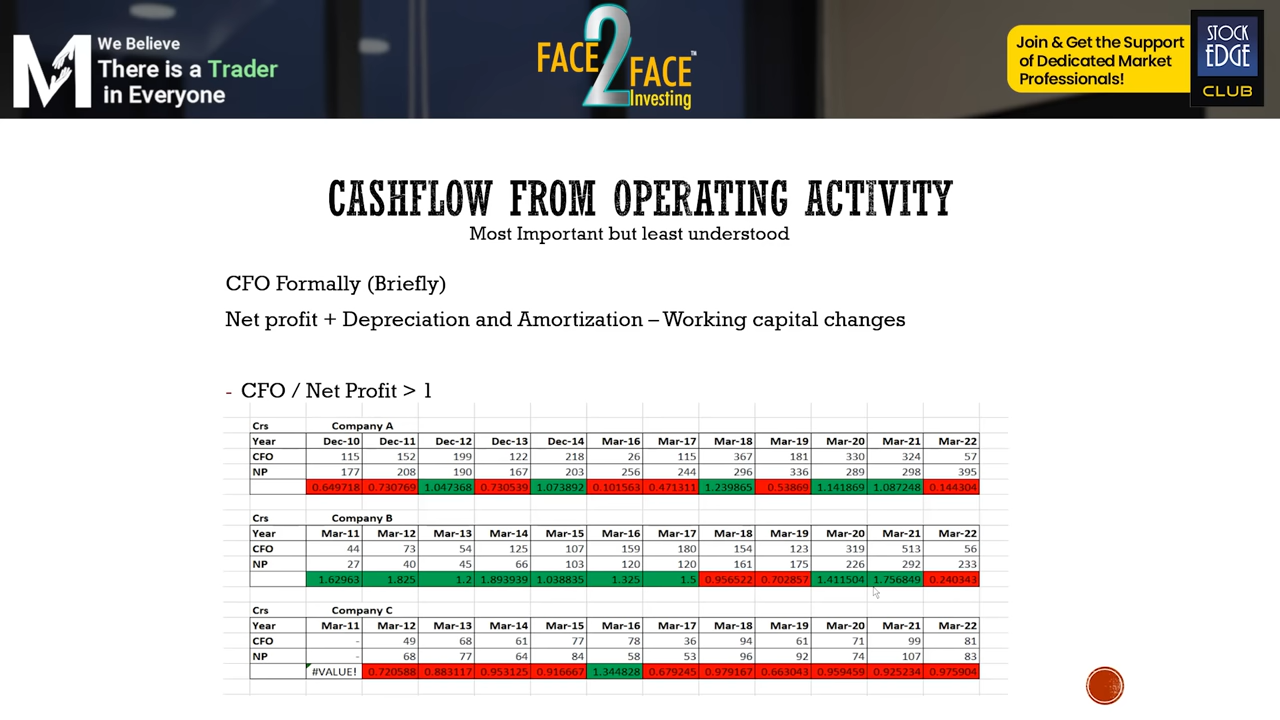 We Believe
There is a Trader
in Everyone
FACE 2 FACE ™
Investing
Join & Get the Support
of Dedicated Market
Professionals!
STOCK
EDGE
CLUB
CASHFLOW FROM OPERATING ACTIVITY
Most Important but least understood
CFO Formally (Briefly)
Net profit + Depreciation and Amortization – Working capital changes
- CFO / Net Profit > 1
Crs Company A
Year Dec-10 Dec-11 Dec-12 Dec-13 Dec-14 Mar-16 Mar-17 Mar-18 Mar-19 Mar-20 Mar-21 Mar-22
CFO 115 152 199 122 218 26 115 367 181 330 324 57
NP 177 208 190 167 203 256 244 296 336 289 298 395
0.649718 0.730769 1.047368 0.730539 1.073892 0.101563 0.471311 1.239865 0.53869 1.141869 1.087248 0.144304
Crs Company B
Year Mar-11 Mar-12 Mar-13 Mar-14 Mar-15 Mar-16 Mar-17 Mar-18 Mar-19 Mar-20 Mar-21 Mar-22
CFO 44 73 54 125 107 159 180 154 123 319 513 56
NP 27 40 45 66 103 120 120 161 175 226 292 233
1.62963 1.825 1.2 1.893939 1.038835 1.325 1.5 0.956522 0.702857 1.411504 1.756849 0.240343
Crs Company C
Year Mar-11 Mar-12 Mar-13 Mar-14 Mar-15 Mar-16 Mar-17 Mar-18 Mar-19 Mar-20 Mar-21 Mar-22
CFO - 49 68 61 77 78 36 94 61 71 99 81
NP - 68 77 64 84 58 53 96 92 74 107 83
#VALUE! 0.720588 0.883117 0.953125 0.916667 1.344828 0.679245 0.979167 0.663043 0.959459 0.925234 0.975904